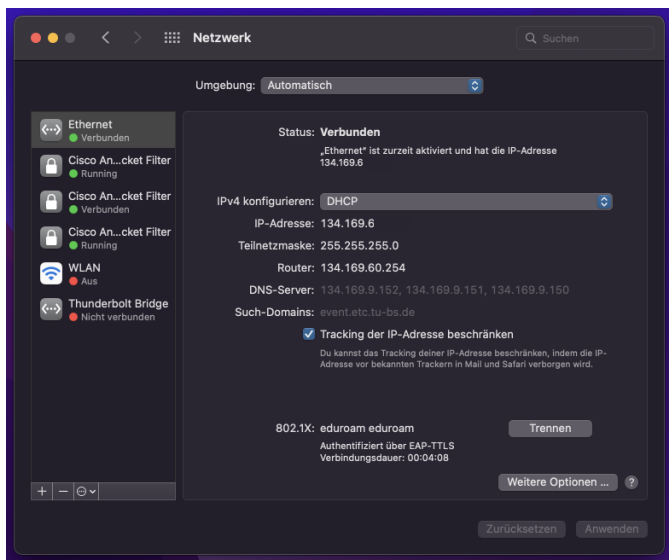 Netzwerk
Suchen
Umgebung: Automatisch
Ethernet
Verbunden
Cisco An...cket Filter
Running
Cisco An...cket Filter
Verbunden
Cisco An...cket Filter
Running
WLAN
Aus
Thunderbolt Bridge
Nicht verbunden
Status: Verbunden
„Ethernet“ ist zurzeit aktiviert und hat die IP-Adresse
134.169.6
IPv4 konfigurieren: DHCP
IP-Adresse: 134.169.6
Teilnetzmaske: 255.255.255.0
Router: 134.169.60.254
DNS-Server: 134.169.9.152, 134.169.9.151, 134.169.9.150
Such-Domains: event.etc.tu-bs.de
Tracking der IP-Adresse beschränken
Du kannst das Tracking deiner IP-Adresse beschränken, indem die IP-
Adresse vor bekannten Trackern in Mail und Safari verborgen wird.
802.1X: eduroam eduroam
Trennen
Authentifiziert über EAP-TTLS
Verbindungsdauer: 00:04:08
Weitere Optionen ...
?
Zurücksetzen
Anwenden